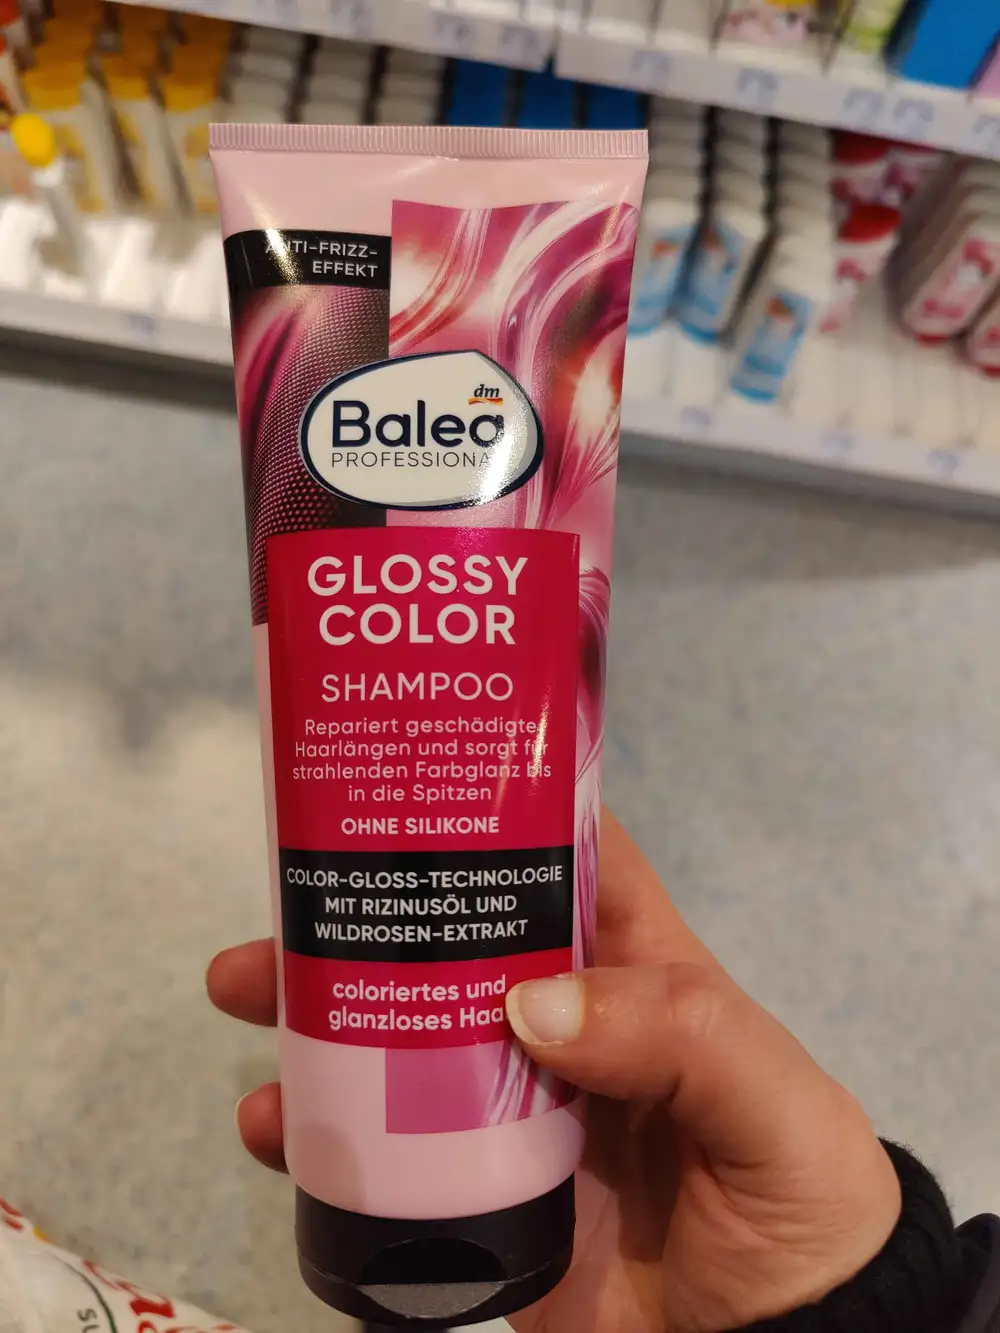 ANTI-FRIZZ-
EFFEKT
dm
Balea
PROFESSIONAL
GLOSSY
COLOR
SHAMPOO
Repariert geschädigte
Haarlängen und sorgt für
strahlenden Farbglanz bis
in die Spitzen
OHNE SILIKONE
COLOR-GLOSS-TECHNOLOGIE
MIT RIZINUSÖL UND
WILDROSEN-EXTRAKT
coloriertes und
glanzloses Haa